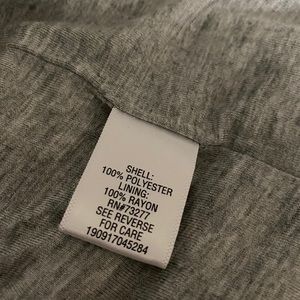 SHELL:
100% POLYESTER
LINING:
100% RAYON
RN#73277
SEE REVERSE
FOR CARE
190917045284